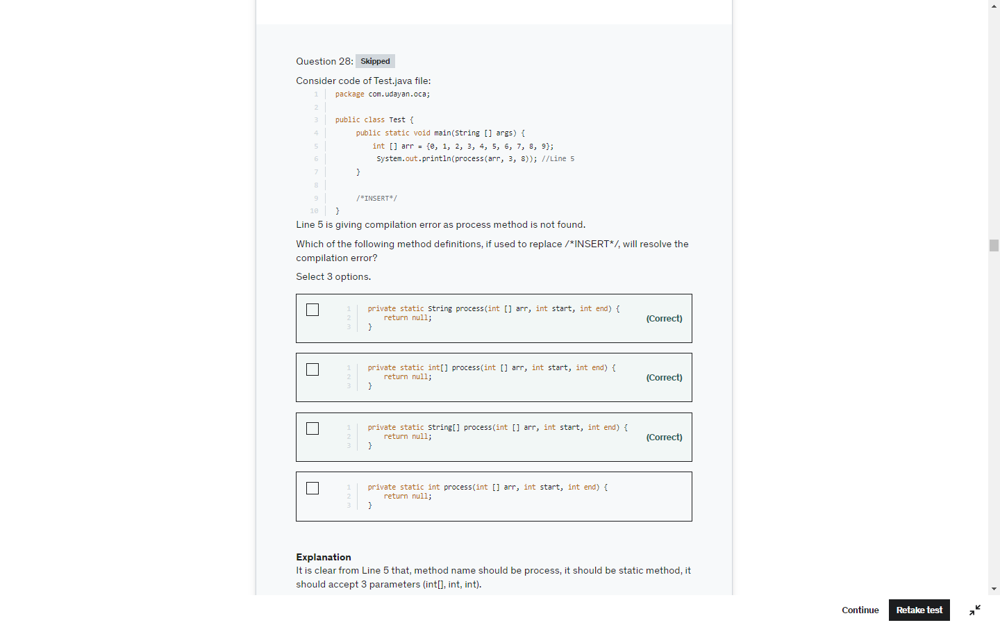 Question 28: Skipped
Consider code of Test.java file:
1 package com.udayan.oca;
2
3 public class Test {
4 public static void main(String [] args) {
5 int [] arr = {0, 1, 2, 3, 4, 5, 6, 7, 8, 9};
6 System.out.println(process(arr, 3, 8)); //Line 5
7 }
8
9 /*INSERT*/
10 }
Line 5 is giving compilation error as process method is not found.
Which of the following method definitions, if used to replace /*INSERT*/, will resolve the
compilation error?
Select 3 options.
1 private static String process(int [] arr, int start, int end) {
2 return null;
3 }
(Correct)
1 private static int[] process(int [] arr, int start, int end) {
2 return null;
3 }
(Correct)
1 private static String[] process(int [] arr, int start, int end) {
2 return null;
3 }
(Correct)
1 private static int process(int [] arr, int start, int end) {
2 return null;
3 }
Explanation
It is clear from Line 5 that, method name should be process, it should be static method, it
should accept 3 parameters (int[], int, int).
Continue Retake test